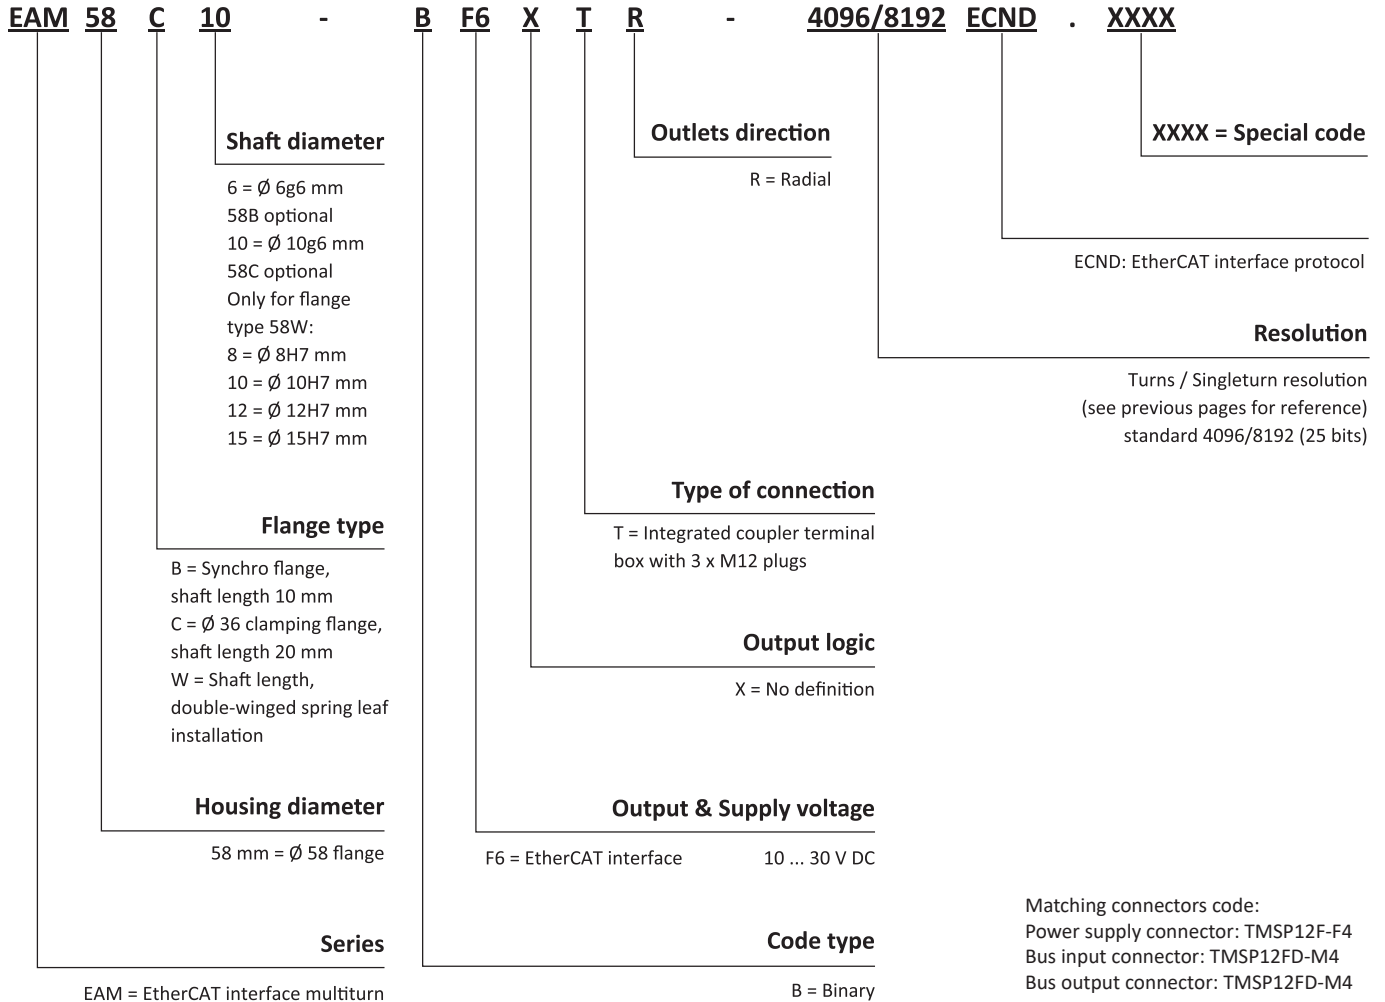 EAM 58 C 10 - B F6 X T R - 4096/8192 ECND . XXXX
Shaft diameter
6 = Ø 6g6 mm
58B optional
10 = Ø 10g6 mm
58C optional
Only for flange
type 58W:
8 = Ø 8H7 mm
10 = Ø 10H7 mm
12 = Ø 12H7 mm
15 = Ø 15H7 mm
Flange type
B = Synchro flange,
shaft length 10 mm
C = Ø 36 clamping flange,
shaft length 20 mm
W = Shaft length,
double-winged spring leaf
installation
Housing diameter
58 mm = Ø 58 flange
Series
EAM = EtherCAT interface multiturn
Outlets direction
R = Radial
Type of connection
T = Integrated coupler terminal
box with 3 x M12 plugs
Output logic
X = No definition
Output & Supply voltage
F6 = EtherCAT interface 10 ... 30 V DC
Code type
B = Binary
XXXX = Special code
ECND: EtherCAT interface protocol
Resolution
Turns / Singleturn resolution
(see previous pages for reference)
standard 4096/8192 (25 bits)
Matching connectors code:
Power supply connector: TMSP12F-F4
Bus input connector: TMSP12FD-M4
Bus output connector: TMSP12FD-M4